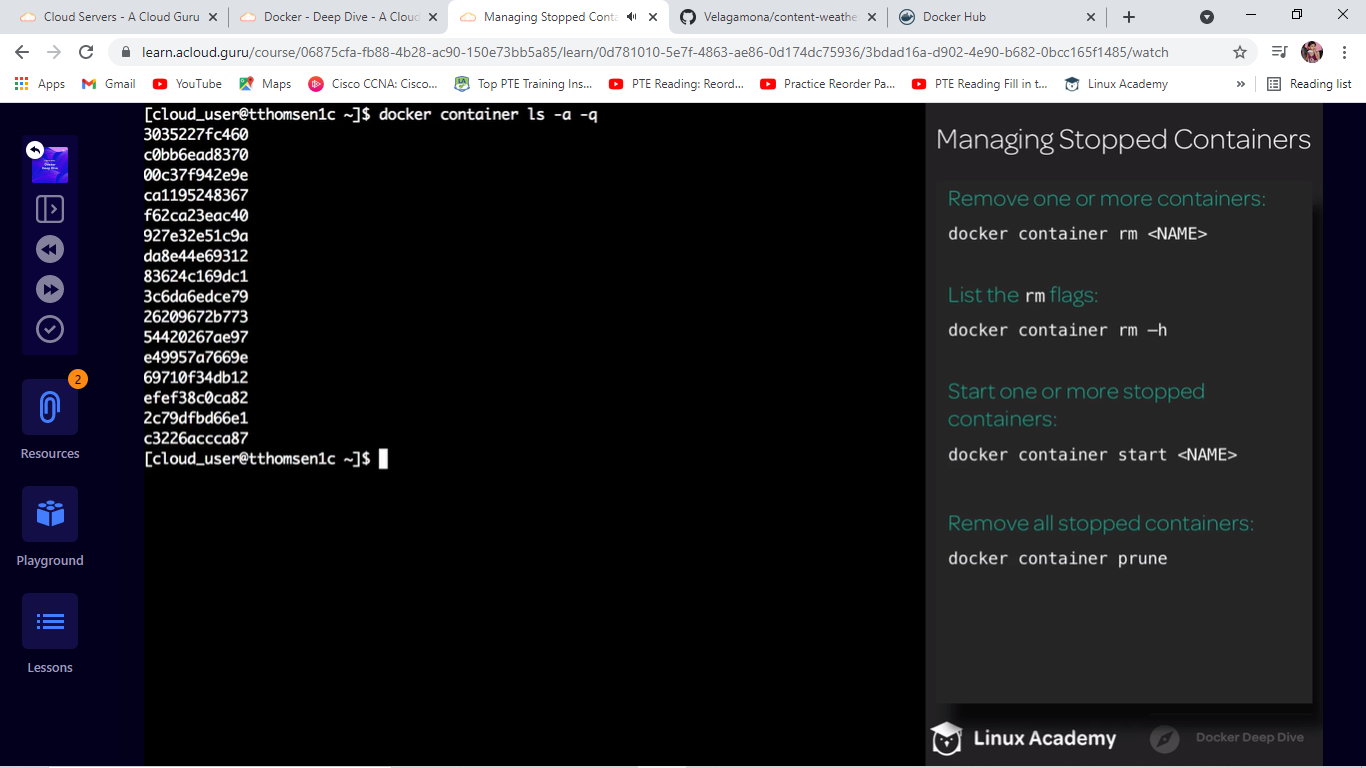 Cloud Servers - A Cloud Guru
Docker - Deep Dive - A Cloud
Managing Stopped Conta
Velagamona/content-weathe
Docker Hub
learn.acloud.guru/course/06875cfa-fb88-4b28-ac90-150e73bb5a85/learn/0d781010-5e7f-4863-ae86-0d174dc75936/3bdad16a-d902-4e90-b682-0bcc165f1485/watch
Apps
Gmail
YouTube
Maps
Cisco CCNA: Cisco...
Top PTE Training Ins...
PTE Reading: Reord...
Practice Reorder Pa...
PTE Reading Fill in t...
Linux Academy
»
Reading list
2
Resources
Playground
Lessons
[cloud_user@tthomsen1c ~]$ docker container ls -a -q
3035227fc460
c0bb6ead8370
00c37f942e9e
ca1195248367
f62ca23eac40
927e32e51c9a
da8e44e69312
83624c169dc1
3c6da6edce79
26209672b773
54420267ae97
e49957a7669e
69710f34db12
efef38c0ca82
2c79dfbd66e1
c3226accca87
[cloud_user@tthomsen1c ~]$
Managing Stopped Containers
Remove one or more containers:
docker container rm <NAME>
List the rm flags:
docker container rm –h
Start one or more stopped
containers:
docker container start <NAME>
Remove all stopped containers:
docker container prune
Linux Academy
Docker Deep Dive